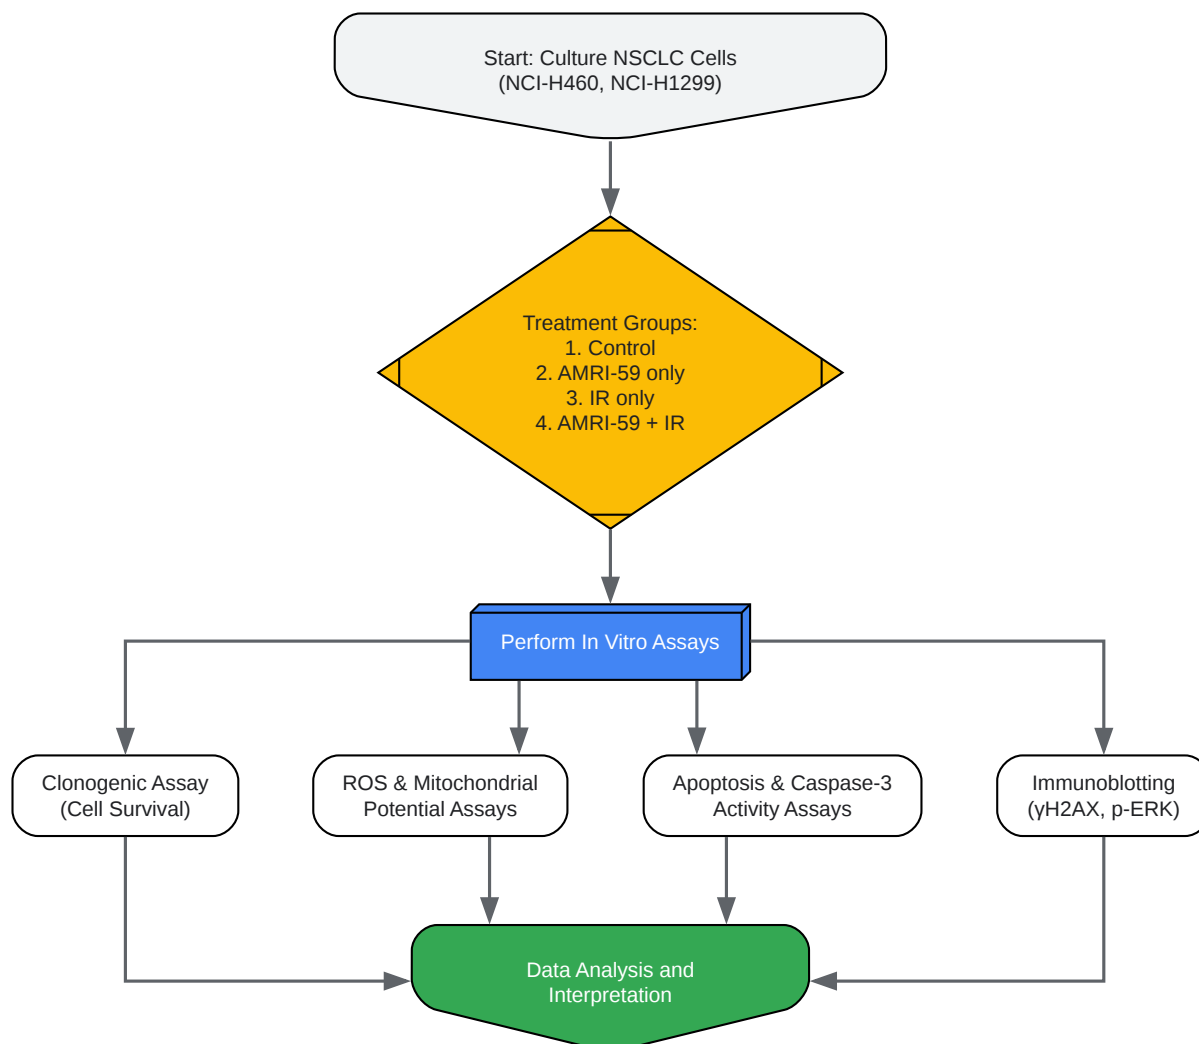 Start: Culture NSCLC Cells
(NCI-H460, NCI-H1299)
Treatment Groups:
1. Control
2. AMRI-59 only
3. IR only
4. AMRI-59 + IR
Perform In Vitro Assays
Clonogenic Assay
(Cell Survival)
ROS & Mitochondrial
Potential Assays
Apoptosis & Caspase-3
Activity Assays
Immunoblotting
(γH2AX, p-ERK)
Data Analysis and
Interpretation